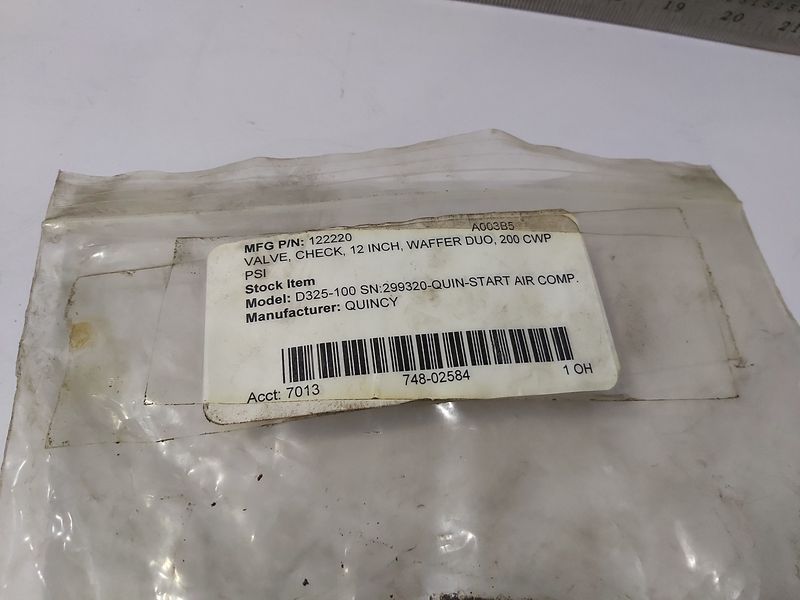 19 20 21
A003B5
MFG P/N: 122220
VALVE, CHECK, 12 INCH, WAFFER DUO, 200 CWP
PSI
Stock Item
Model: D325-100 SN:299320-QUIN-START AIR COMP.
Manufacturer: QUINCY
Acct: 7013 748-02584 1 OH